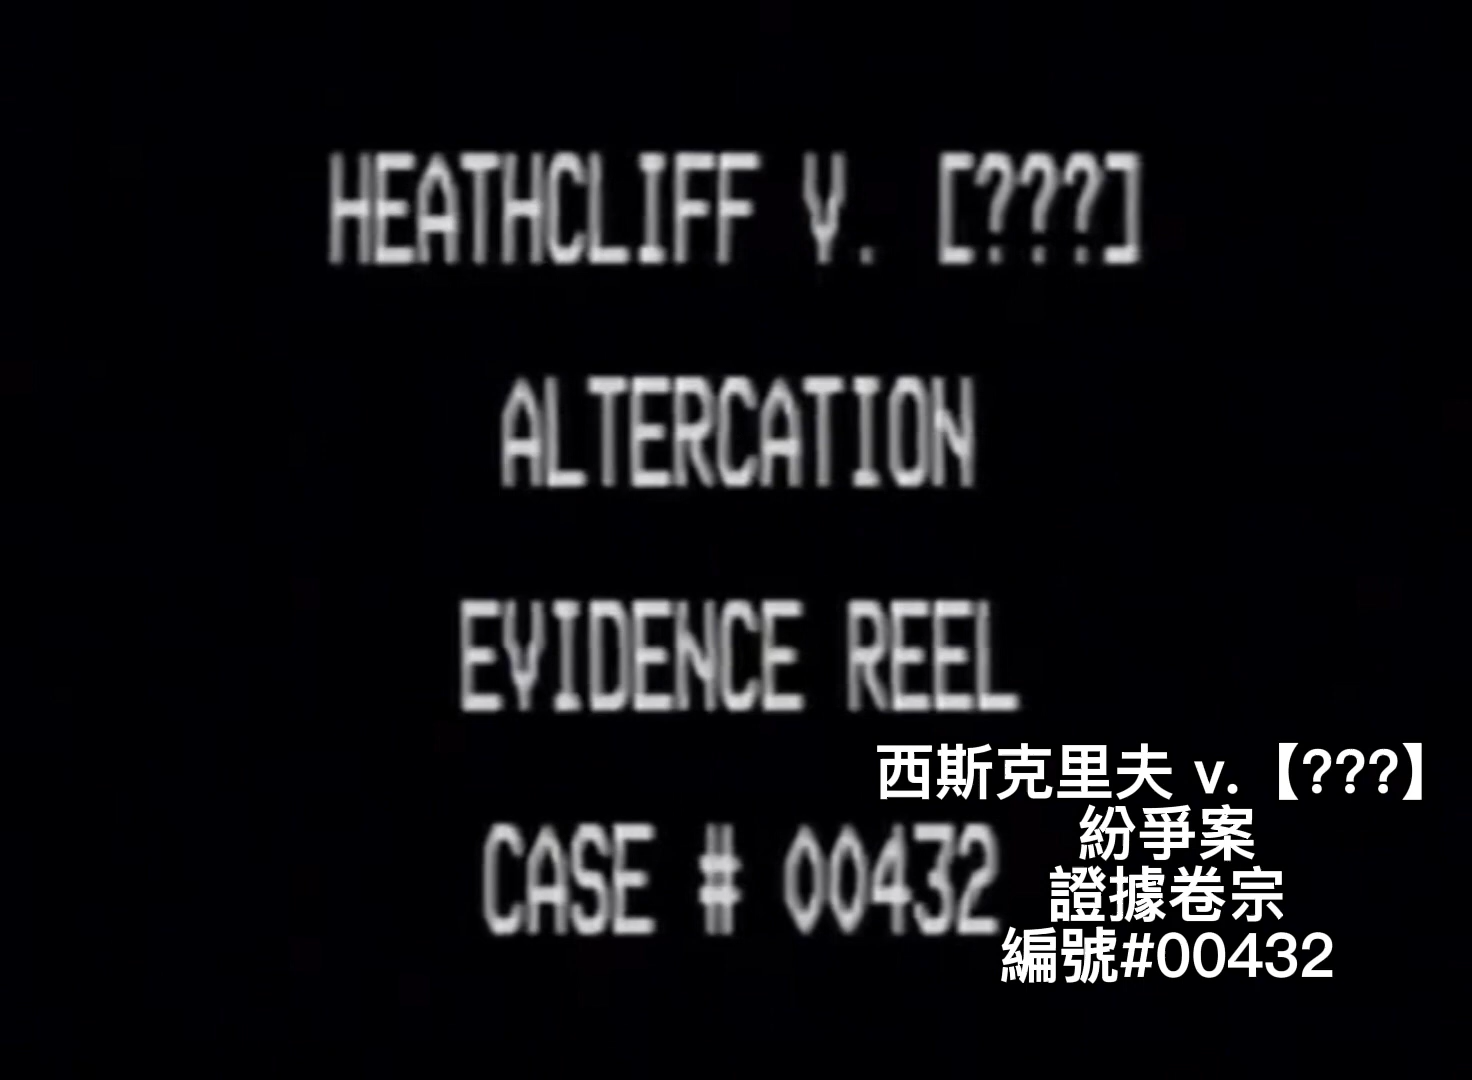 HEATHCLIFF V. [???]
ALTERCATION
EVIDENCE REEL
CASE # 00432
西斯克里夫 v.【???】
紛爭案
證據卷宗
編號#00432